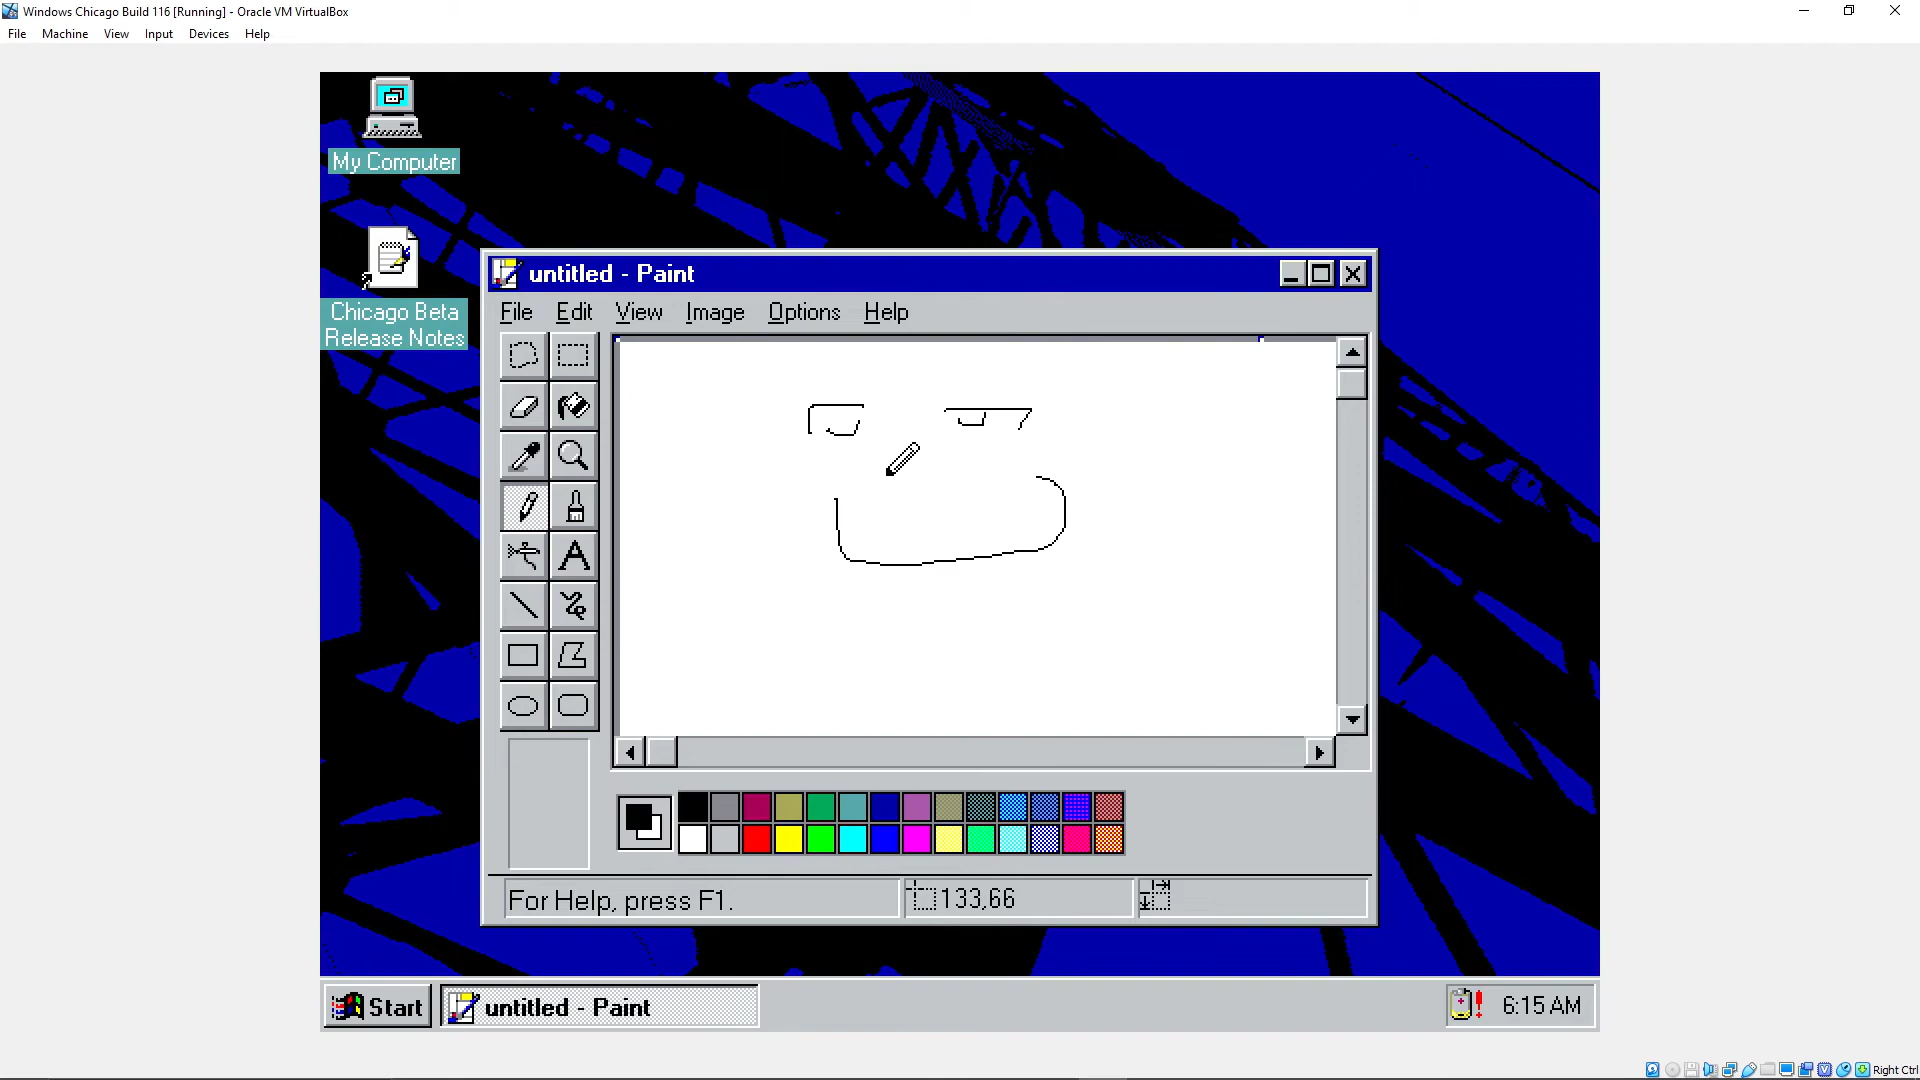 Windows Chicago Build 116 [Running] - Oracle VM VirtualBox
File Machine View Input Devices Help
My Computer
Chicago Beta
Release Notes
untitled - Paint
File Edit View Image Options Help
A
For Help, press F1.
133,66
Start
untitled - Paint
6:15 AM
Right Ctrl